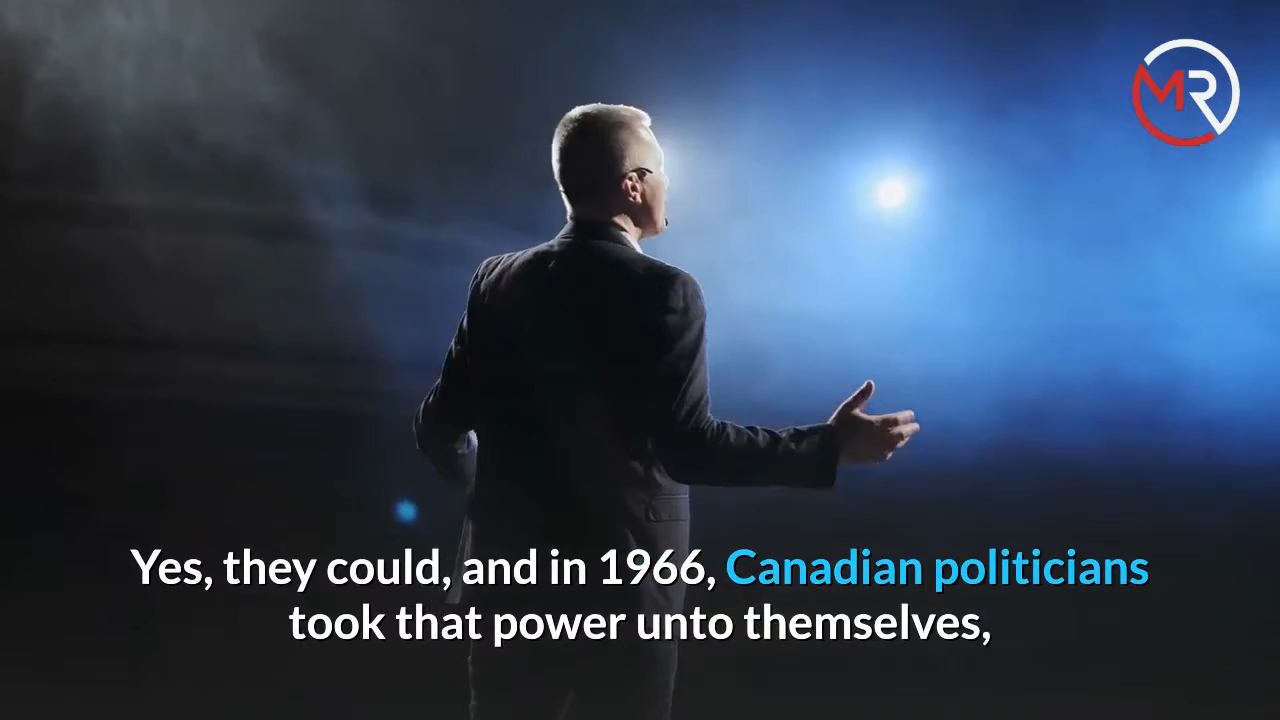 MR
Yes, they could, and in 1966, Canadian politicians
took that power unto themselves,